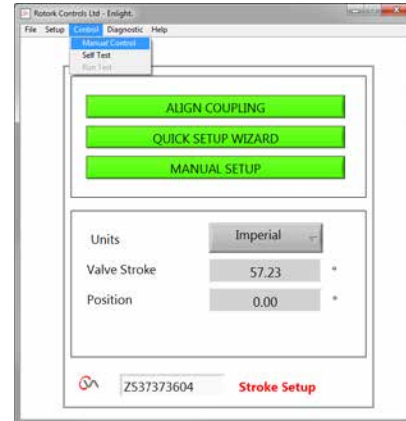 Rotork Controls Ltd - Enlight.
File Setup Control Diagnostic Help
Manual Control
Self Test
Run Test
ALIGN COUPLING
QUICK SETUP WIZARD
MANUAL SETUP
Units Imperial
Valve Stroke 57.23 °
Position 0.00 °
Z537373604 Stroke Setup